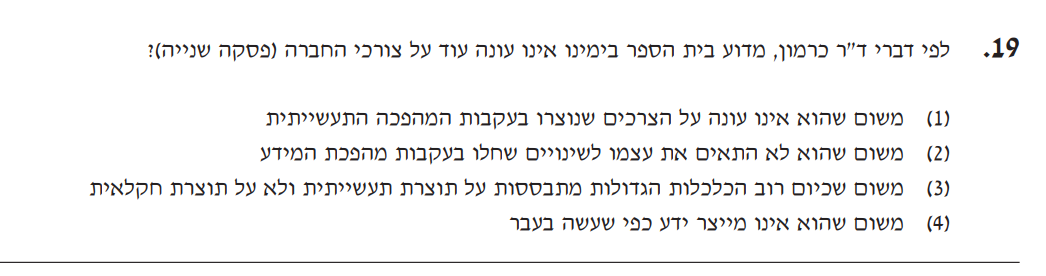 19. לפי דברי ד"ר כרמון, מדוע בית הספר בימינו אינו עונה עוד על צורכי החברה (פסקה שנייה)?
(1) משום שהוא אינו עונה על הצרכים שנוצרו בעקבות המהפכה התעשייתית
(2) משום שהוא לא התאים את עצמו לשינויים שחלו בעקבות מהפכת המידע
(3) משום שכיום רוב הכלכלות הגדולות מתבססות על תוצרת תעשייתית ולא על תוצרת חקלאית
(4) משום שהוא אינו מייצר ידע כפי שעשה בעבר